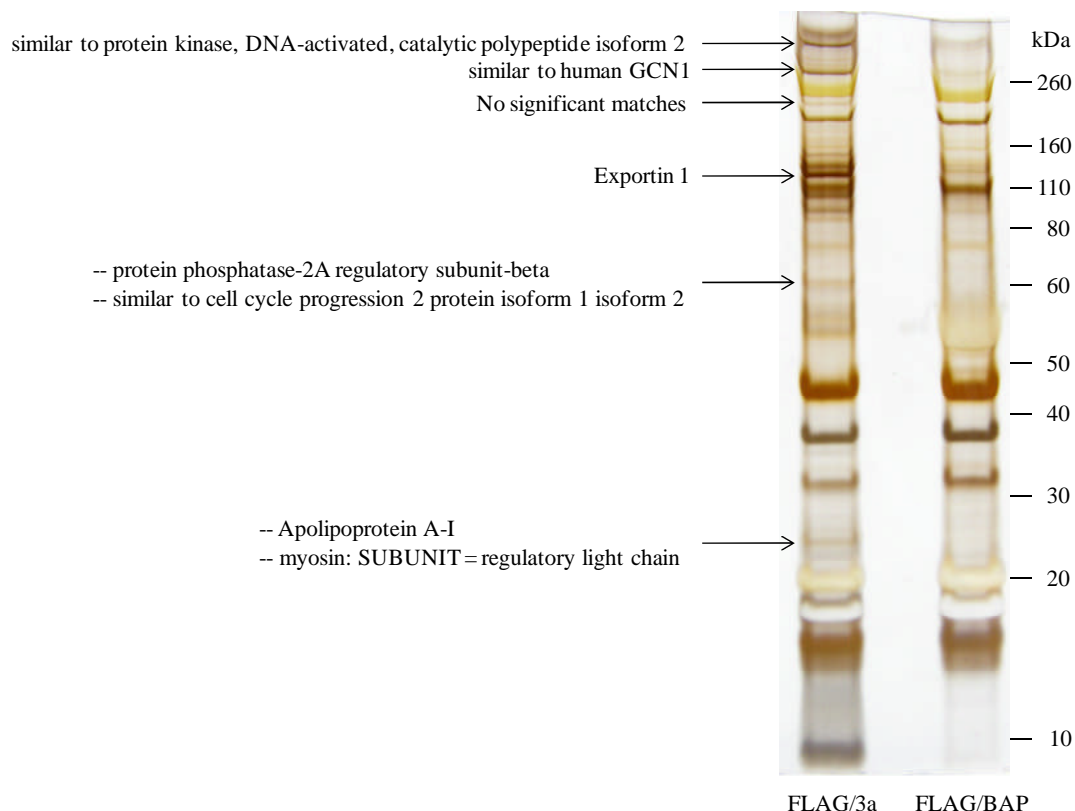 similar to protein kinase, DNA-activated, catalytic polypeptide isoform 2
similar to human GCN1
No significant matches
Exportin 1
-- protein phosphatase-2A regulatory subunit-beta
-- similar to cell cycle progression 2 protein isoform 1 isoform 2
-- Apolipoprotein A-I
-- myosin: SUBUNIT = regulatory light chain
kDa
260
160
110
80
60
50
40
30
20
10
FLAG/3a FLAG/BAP